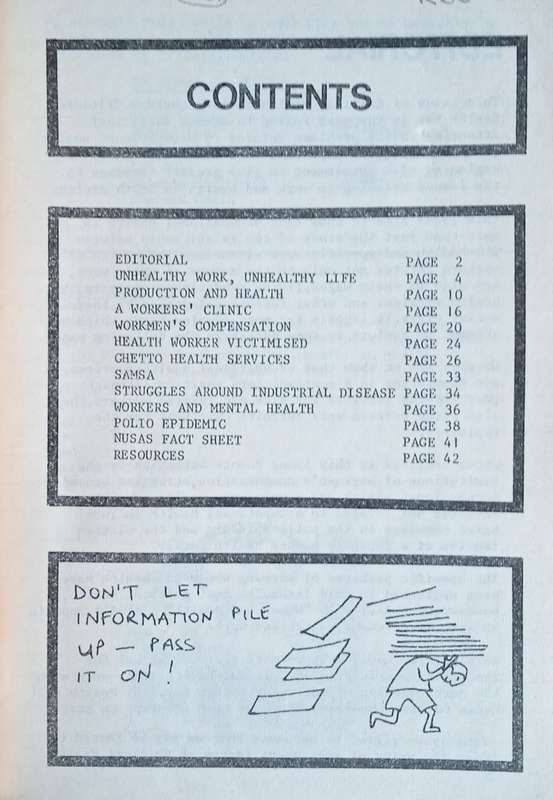 CONTENTS
EDITORIAL PAGE 2
UNHEALTHY WORK, UNHEALTHY LIFE PAGE 4
PRODUCTION AND HEALTH PAGE 10
A WORKERS' CLINIC PAGE 16
WORKMEN'S COMPENSATION PAGE 20
HEALTH WORKER VICTIMISED PAGE 24
GHETTO HEALTH SERVICES PAGE 26
SAMSA PAGE 33
STRUGGLES AROUND INDUSTRIAL DISEASE PAGE 34
WORKERS AND MENTAL HEALTH PAGE 36
POLIO EPIDEMIC PAGE 38
NUSAS FACT SHEET PAGE 41
RESOURCES PAGE 42
DON'T LET
INFORMATION PILE
UP — PASS
IT ON!